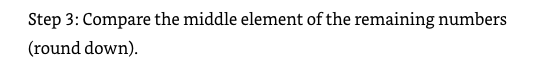 Step 3: Compare the middle element of the remaining numbers
(round down).